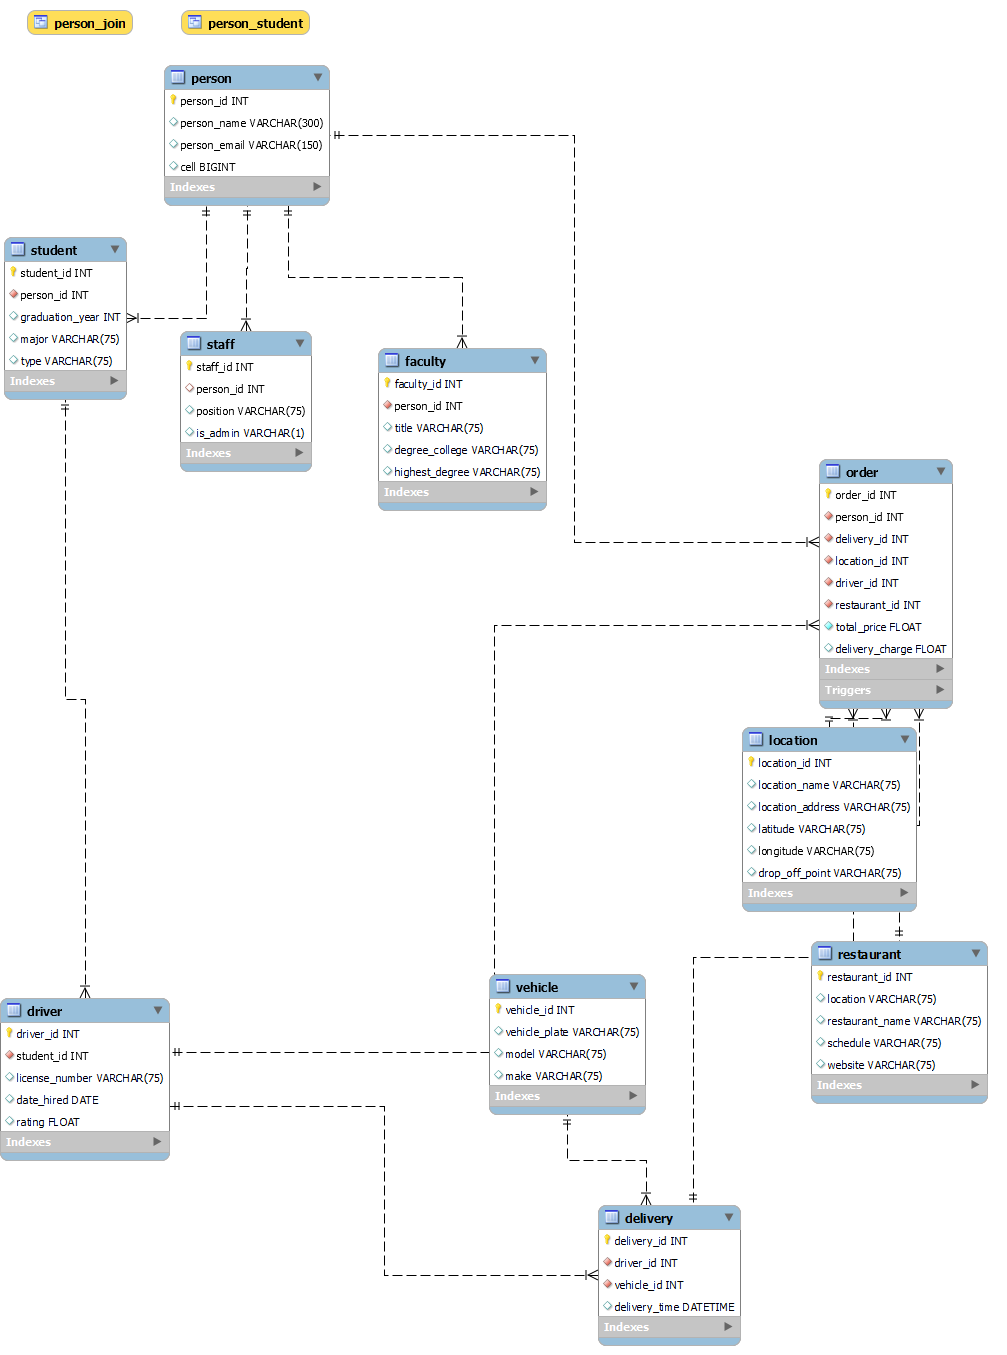 person_join
person_student
person
person_id INT
person_name VARCHAR(300)
person_email VARCHAR(150)
cell BIGINT
Indexes
student
student_id INT
person_id INT
graduation_year INT
major VARCHAR(75)
type VARCHAR(75)
Indexes
staff
staff_id INT
person_id INT
position VARCHAR(75)
is_admin VARCHAR(1)
Indexes
faculty
faculty_id INT
person_id INT
title VARCHAR(75)
degree_college VARCHAR(75)
highest_degree VARCHAR(75)
Indexes
order
order_id INT
person_id INT
delivery_id INT
location_id INT
driver_id INT
restaurant_id INT
total_price FLOAT
delivery_charge FLOAT
Indexes
Triggers
location
location_id INT
location_name VARCHAR(75)
location_address VARCHAR(75)
latitude VARCHAR(75)
longitude VARCHAR(75)
drop_off_point VARCHAR(75)
Indexes
restaurant
restaurant_id INT
location VARCHAR(75)
restaurant_name VARCHAR(75)
schedule VARCHAR(75)
website VARCHAR(75)
Indexes
vehicle
vehicle_id INT
vehicle_plate VARCHAR(75)
model VARCHAR(75)
make VARCHAR(75)
Indexes
driver
driver_id INT
student_id INT
license_number VARCHAR(75)
date_hired DATE
rating FLOAT
Indexes
delivery
delivery_id INT
driver_id INT
vehicle_id INT
delivery_time DATETIME
Indexes